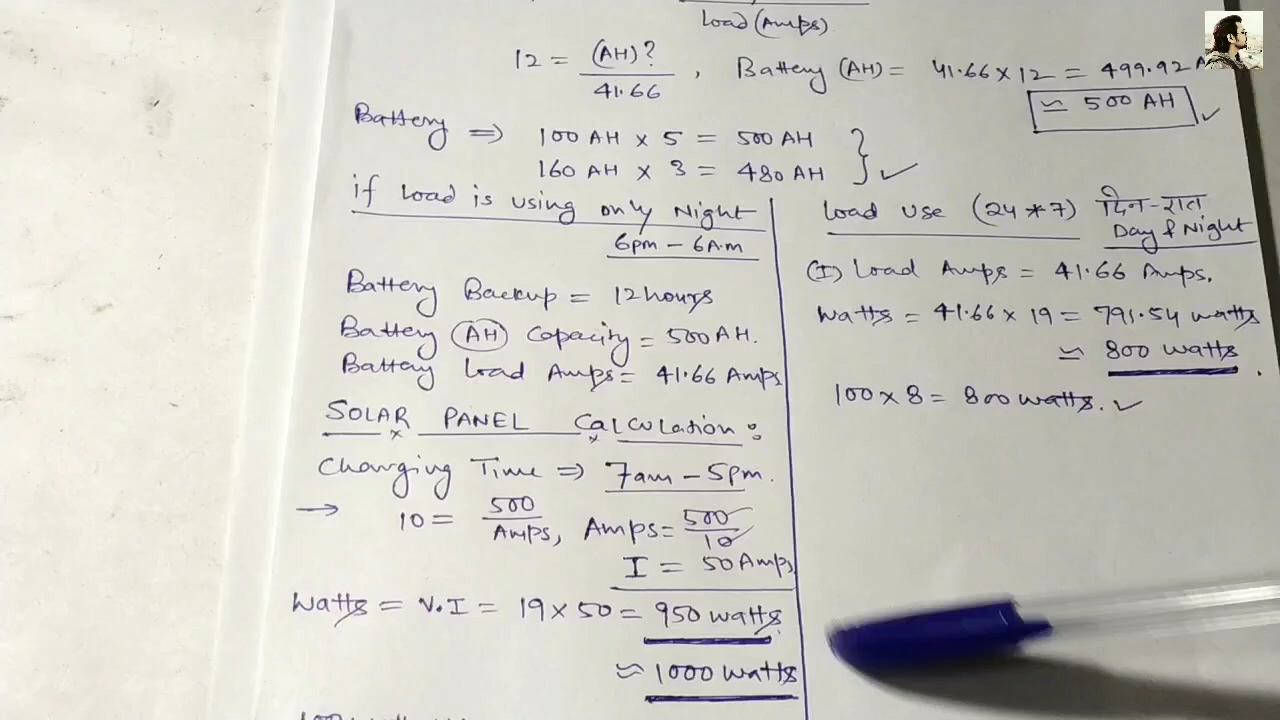 Load (Amps)
12 = (AH)? / 41.66 , Battery (AH) = 41.66 x 12 = 499.92 A
≃ 500 AH ✓
Battery ⇒ 100 AH x 5 = 500 AH
160 AH x 3 = 480 AH } ✓
if Load is using only Night
6pm - 6A.m
Battery Backup = 12 hours
Battery (AH) Capacity = 500 AH.
Battery Load Amps = 41.66 Amps
SOLAR PANEL Calculation :
Charging Time ⇒ 7am - 5pm.
→ 10 = 500 / Amps, Amps = 500 / 10
I = 50 Amps
Watts = V.I = 19 x 50 = 950 watts.
≃ 1000 watts
Load Use (24 * 7) दिन-रात
Day & Night
(I) Load Amps = 41.66 Amps.
Watts = 41.66 x 19 = 791.54 watts
≃ 800 watts.
100 x 8 = 800 watts. ✓